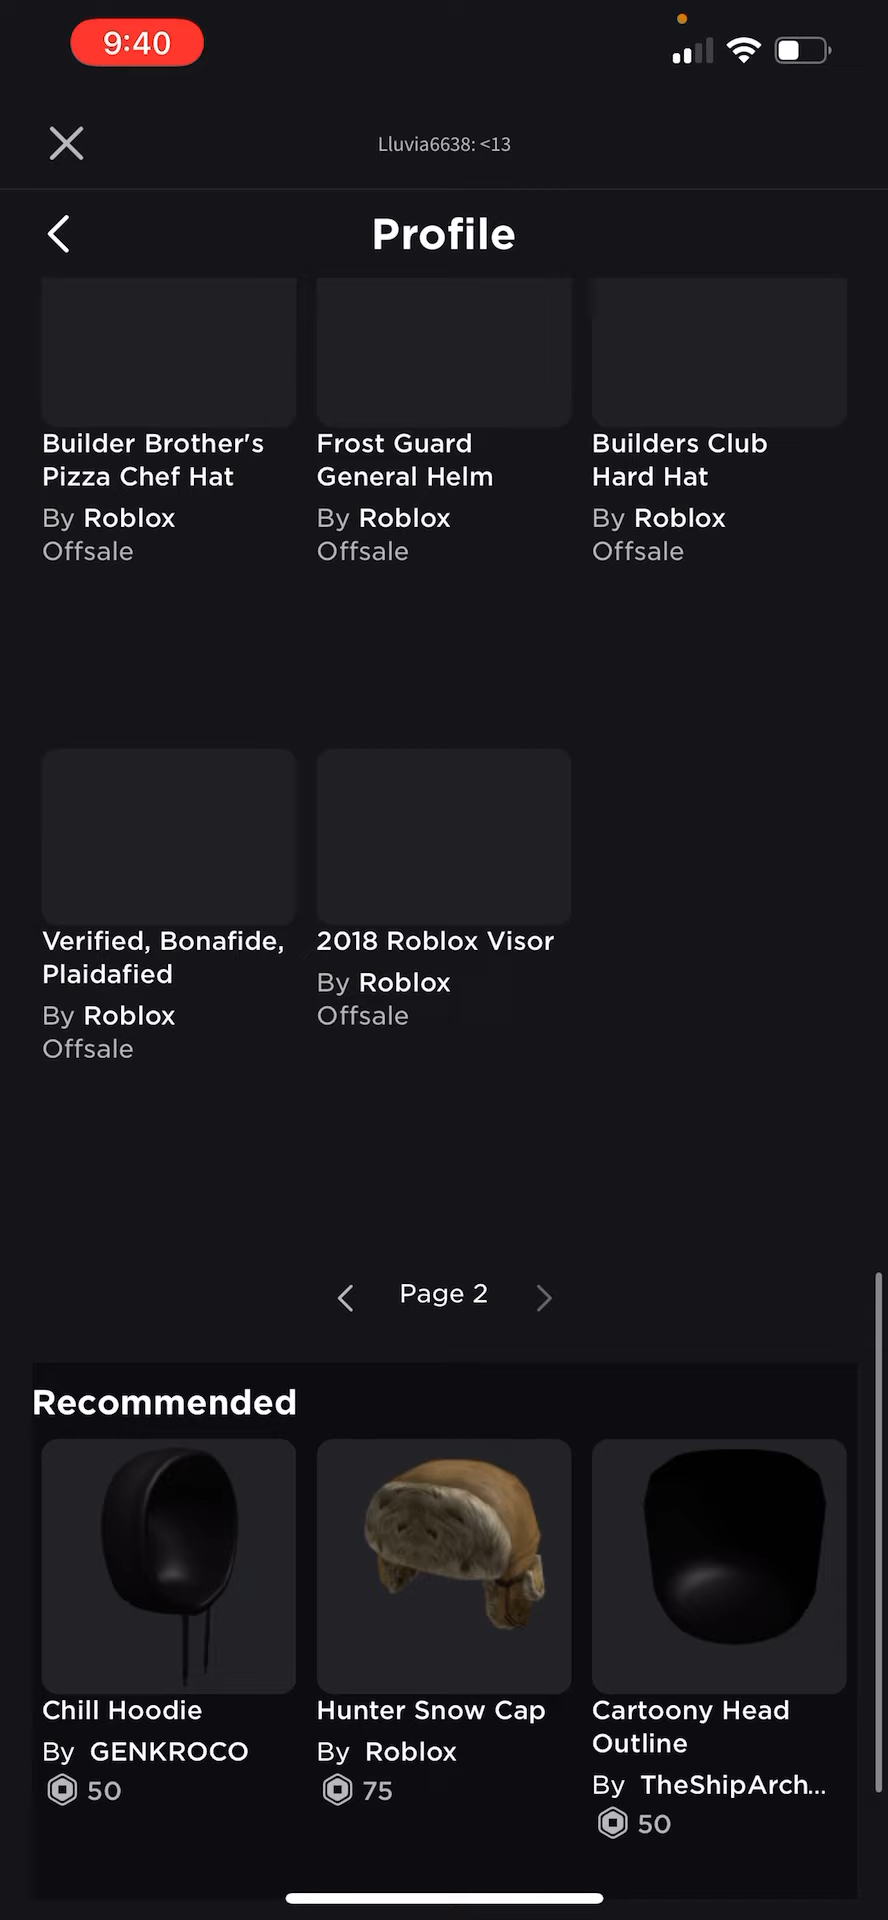 9:40
Lluvia6638: <13
Profile
Builder Brother's
Pizza Chef Hat
By Roblox
Offsale
Frost Guard
General Helm
By Roblox
Offsale
Builders Club
Hard Hat
By Roblox
Offsale
Verified, Bonafide,
Plaidafied
By Roblox
Offsale
2018 Roblox Visor
By Roblox
Offsale
Page 2
Recommended
Chill Hoodie
By GENKROCO
50
Hunter Snow Cap
By Roblox
75
Cartoony Head
Outline
By TheShipArch...
50